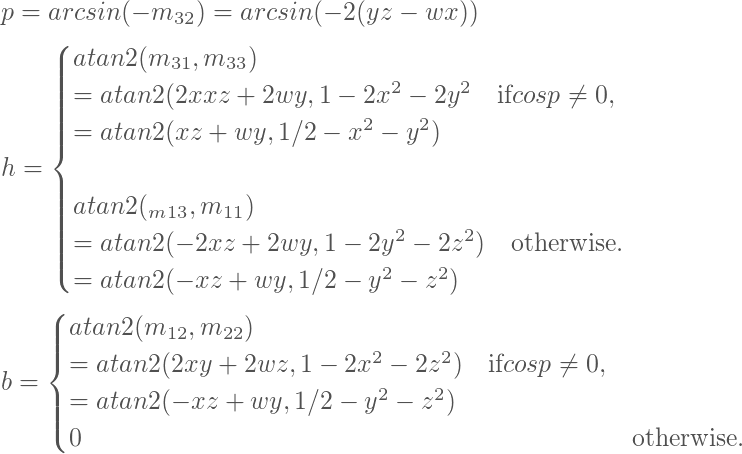 p = arcsin(−m₃₂) = arcsin(−2(yz − wx))
atan2(m₃₁, m₃₃)
= atan2(2xxz + 2wy, 1 − 2x² − 2y² ifcosp ≠ 0,
= atan2(xz + wy, 1/2 − x² − y²)
h =
atan2(ₘ₁₃, m₁₁)
= atan2(−2xz + 2wy, 1 − 2y² − 2z²) otherwise.
= atan2(−xz + wy, 1/2 − y² − z²)
atan2(m₁₂, m₂₂)
= atan2(2xy + 2wz, 1 − 2x² − 2z²) ifcosp ≠ 0,
b =
= atan2(−xz + wy, 1/2 − y² − z²)
0 otherwise.